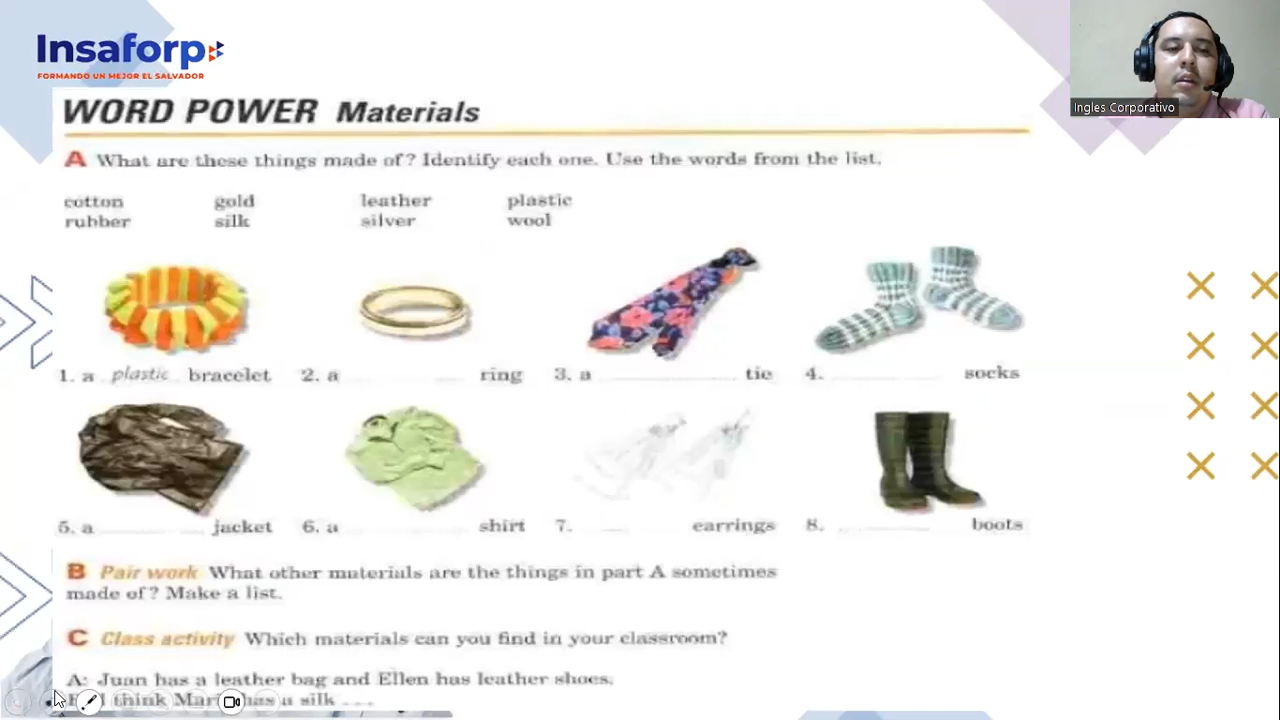 Insaforp
FORMANDO UN MEJOR EL SALVADOR
Ingles Corporativo
WORD POWER Materials
A What are these things made of? Identify each one. Use the words from the list.
cotton gold leather plastic
rubber silk silver wool
1. a plastic bracelet 2. a ring 3. a tie 4. socks
5. a jacket 6. a shirt 7. earrings 8. boots
B Pair work What other materials are the things in part A sometimes
made of? Make a list.
C Class activity Which materials can you find in your classroom?
A: Juan has a leather bag and Ellen has leather shoes.
think has a silk ...